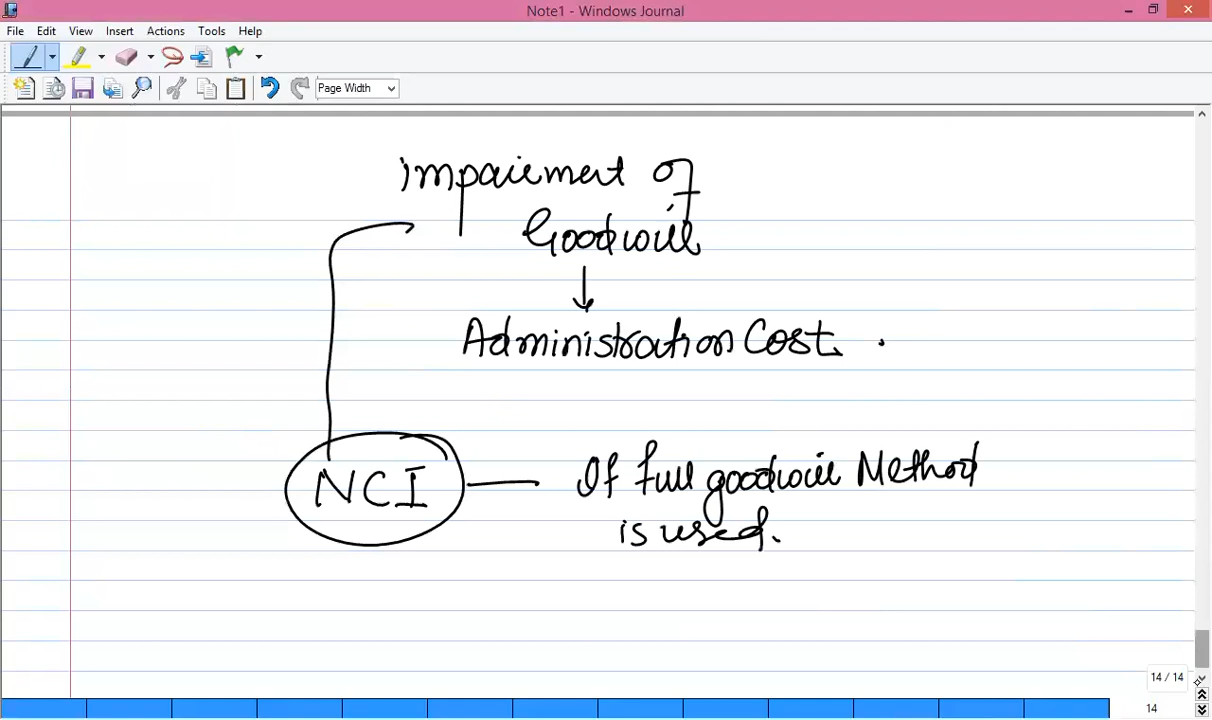 Note1 - Windows Journal
File Edit View Insert Actions Tools Help
Page Width
impairement of
Goodwill
Administration Cost.
NCI — If full goodwill Method
is used.
14 / 14
14